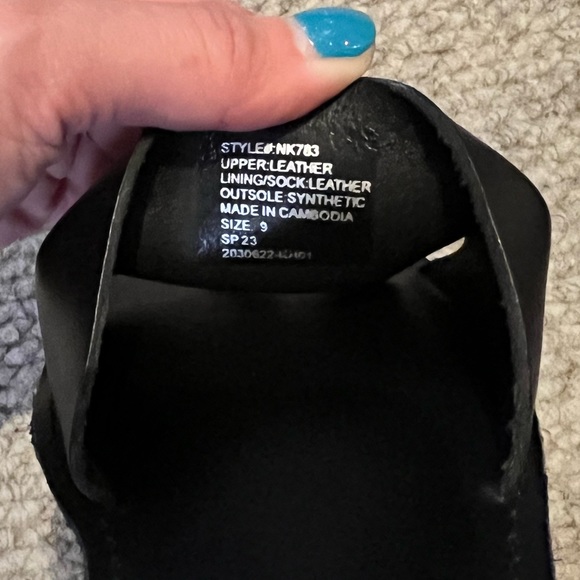 STYLE#:NK783
UPPER:LEATHER
LINING/SOCK:LEATHER
OUTSOLE:SYNTHETIC
MADE IN CAMBODIA
SIZE: 9
SP 23